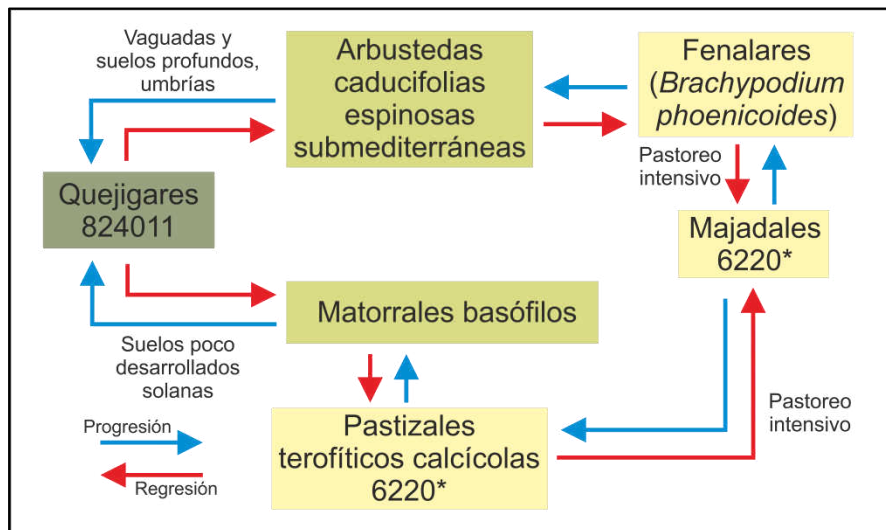 Vaguadas y
suelos profundos,
umbrías
Arbustedas
caducifolias
espinosas
submediterráneas
Fenalares
(Brachypodium
phoenicoides)
Pastoreo
intensivo
Quejigares
824011
Majadales
6220*
Matorrales basófilos
Suelos poco
desarrollados
solanas
Pastizales
terofíticos calcícolas
6220*
Pastoreo
intensivo
Progresión
Regresión